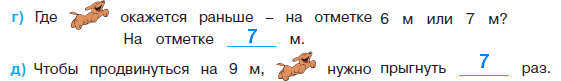 г) Где окажется раньше – на отметке 6 м или 7 м?
На отметке 7 м.
д) Чтобы продвинуться на 9 м, нужно прыгнуть 7 раз.